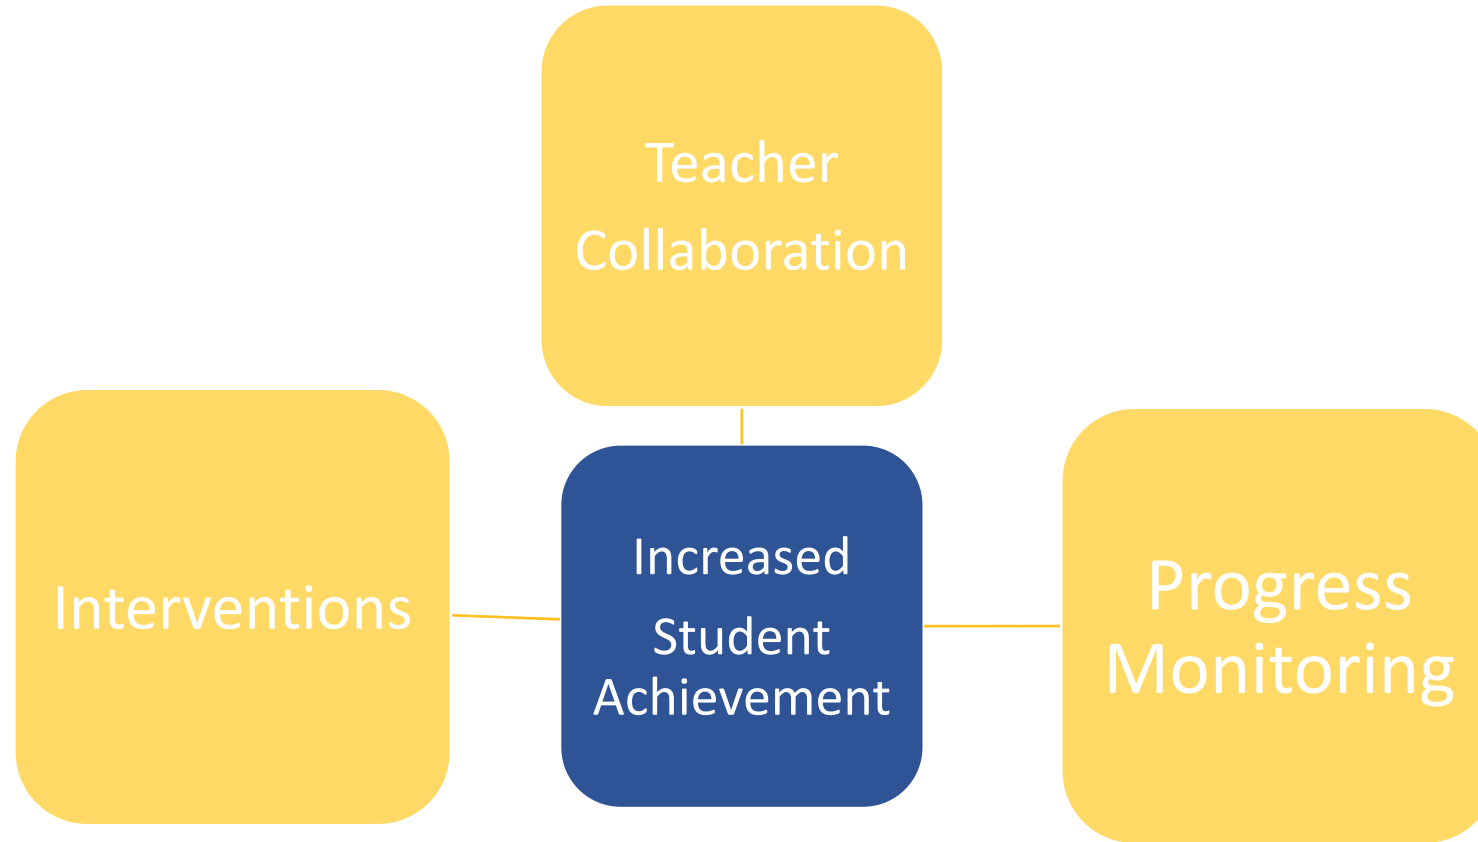 Teacher
Collaboration
Interventions
Increased
Student
Achievement
Progress
Monitoring